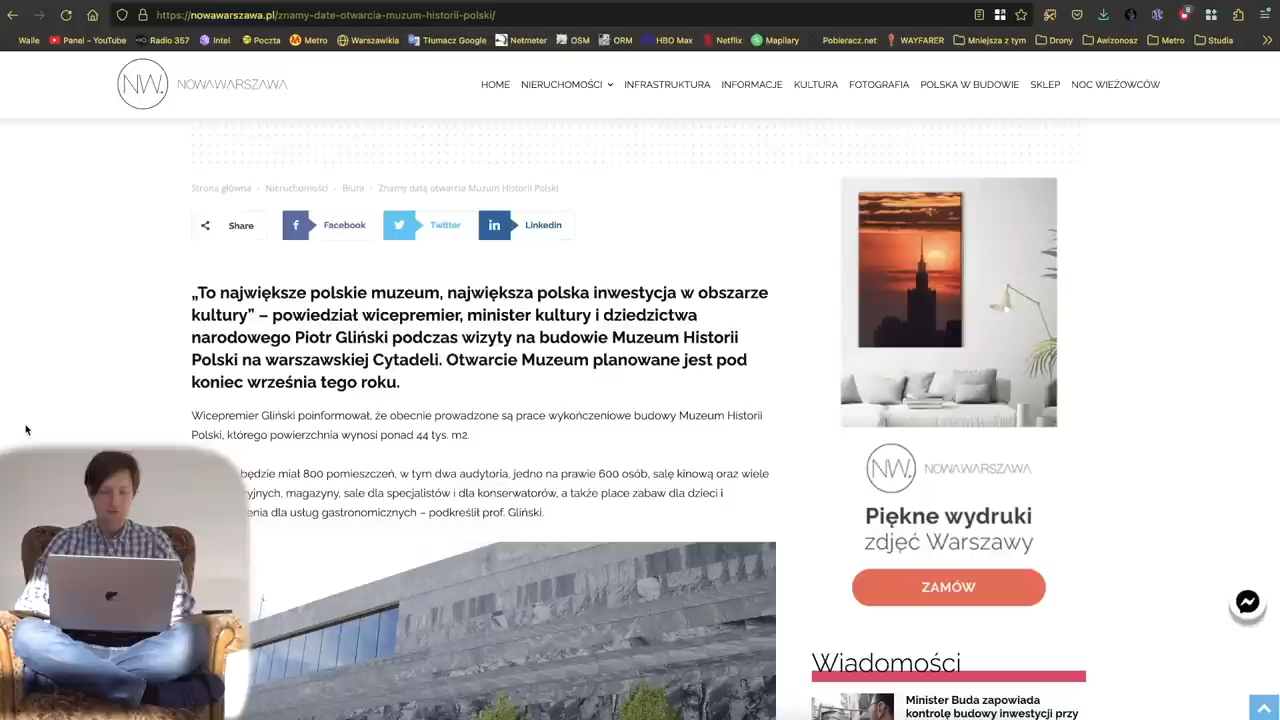 https://nowawarszawa.pl/znamy-date-otwarcia-muzum-historii-polski/
8
Walle
Panel - YouTube
Radio 357
Intel
Poczta
Metro
Warszawikia
Tłumacz Google
Netmeter
OSM
ORM
HBO Max
Netflix
Mapilary
Pobieracz.net
WAYFARER
Mniejsza z tym
Drony
Awizonosz
Metro
Studia
NW.
NOWAWARSZAWA
HOME NIERUCHOMOŚCI INFRASTRUKTURA INFORMACJE KULTURA FOTOGRAFIA POLSKA W BUDOWIE SKLEP NOC WIEŻOWCÓW
Strona główna › Nieruchomości › Biura › Znamy datę otwarcia Muzum Historii Polski
Share
Facebook
Twitter
Linkedin
„To największe polskie muzeum, największa polska inwestycja w obszarze
kultury” – powiedział wicepremier, minister kultury i dziedzictwa
narodowego Piotr Gliński podczas wizyty na budowie Muzeum Historii
Polski na warszawskiej Cytadeli. Otwarcie Muzeum planowane jest pod
koniec września tego roku.
Wicepremier Gliński poinformował, że obecnie prowadzone są prace wykończeniowe budowy Muzeum Historii
Polski, którego powierzchnia wynosi ponad 44 tys. m2.
będzie miał 800 pomieszczeń, w tym dwa audytoria, jedno na prawie 600 osób, salę kinową oraz wiele
yjnych, magazyny, sale dla specjalistów i dla konserwatorów, a także place zabaw dla dzieci i
enia dla usług gastronomicznych – podkreślił prof. Gliński.
NW.
NOWAWARSZAWA
Piękne wydruki
zdjęć Warszawy
ZAMÓW
Wiadomości
Minister Buda zapowiada
kontrolę budowy inwestycji przy